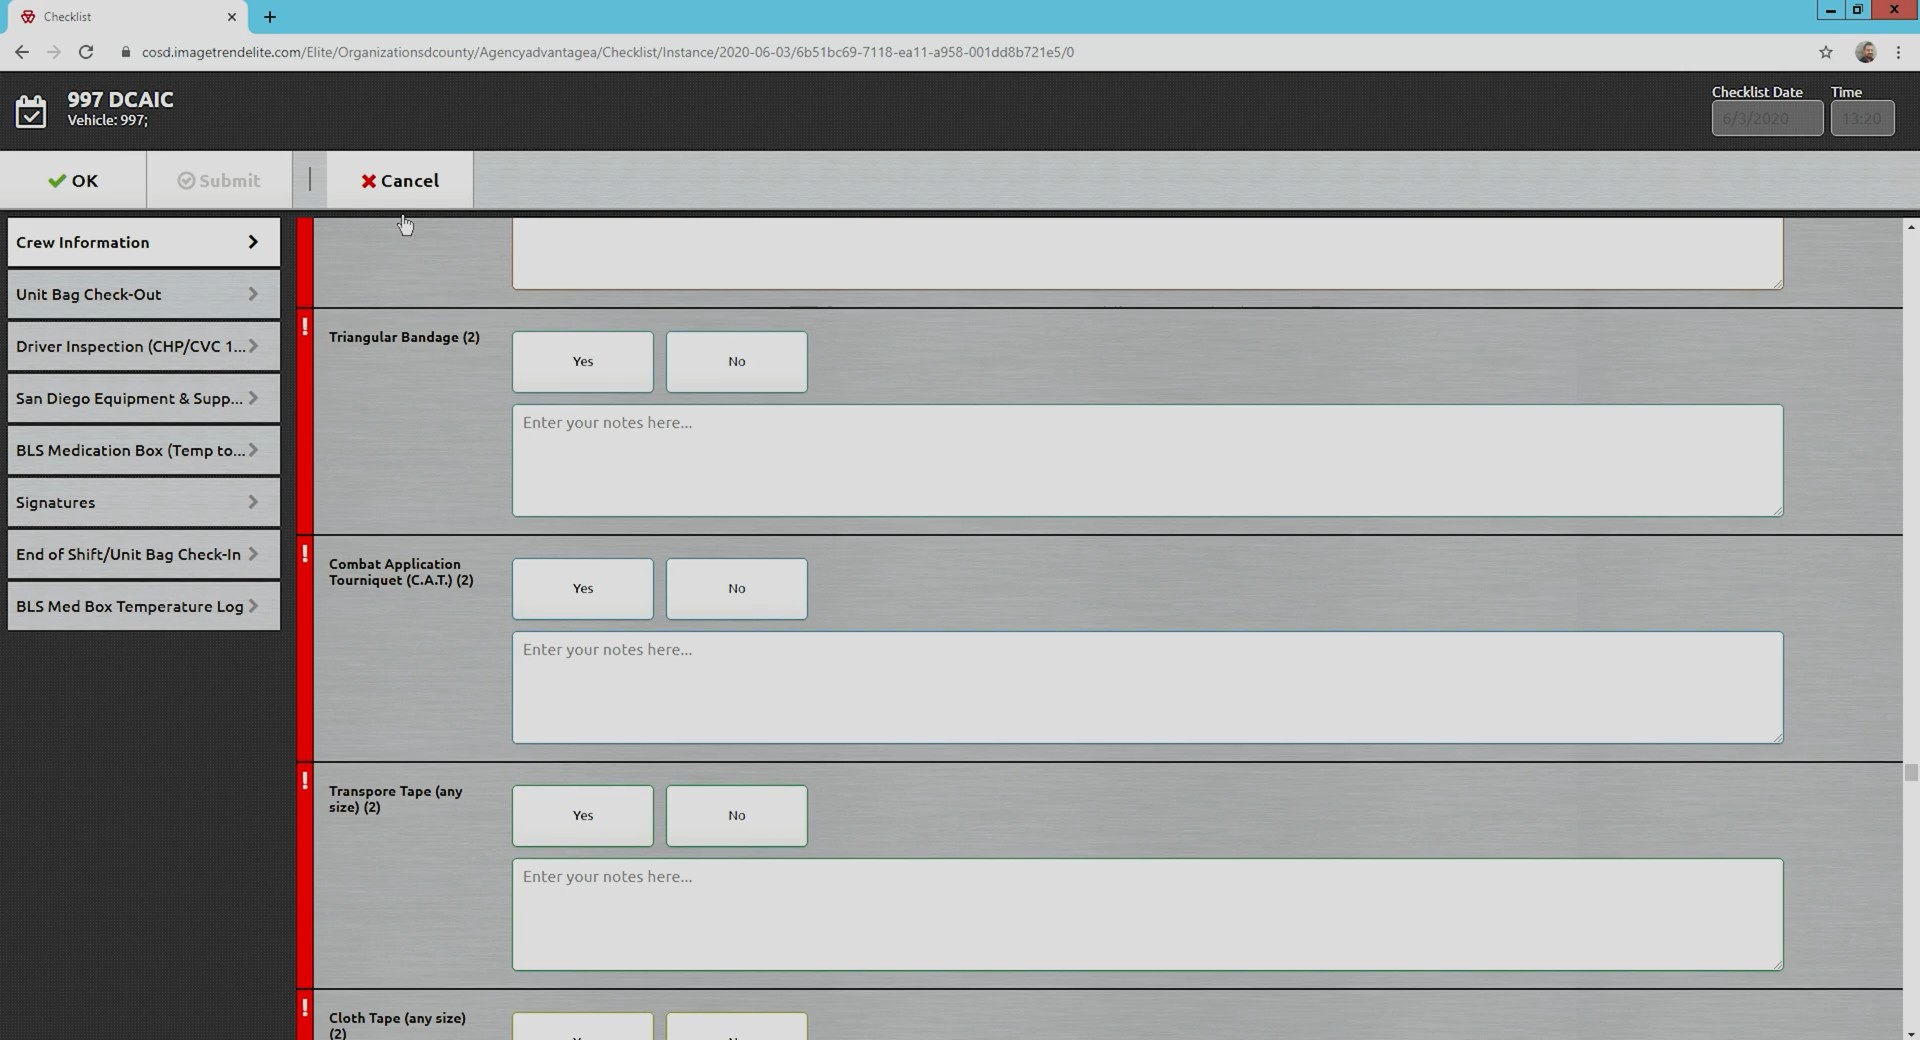 Checklist
cosd.imagetrendelite.com/Elite/Organizationsdcounty/Agencyadvantagea/Checklist/Instance/2020-06-03/6b51bc69-7118-ea11-a958-001dd8b721e5/0
997 DCAIC
Vehicle: 997;
Checklist Date
Time
6/3/2020
13:20
OK
Submit
Cancel
Crew Information
Unit Bag Check-Out
Driver Inspection (CHP/CVC 1...
San Diego Equipment & Supp...
BLS Medication Box (Temp to...
Signatures
End of Shift/Unit Bag Check-In
BLS Med Box Temperature Log
Triangular Bandage (2)
Yes
No
Enter your notes here...
Combat Application
Tourniquet (C.A.T.) (2)
Yes
No
Enter your notes here...
Transpore Tape (any
size) (2)
Yes
No
Enter your notes here...
Cloth Tape (any size)
(2)